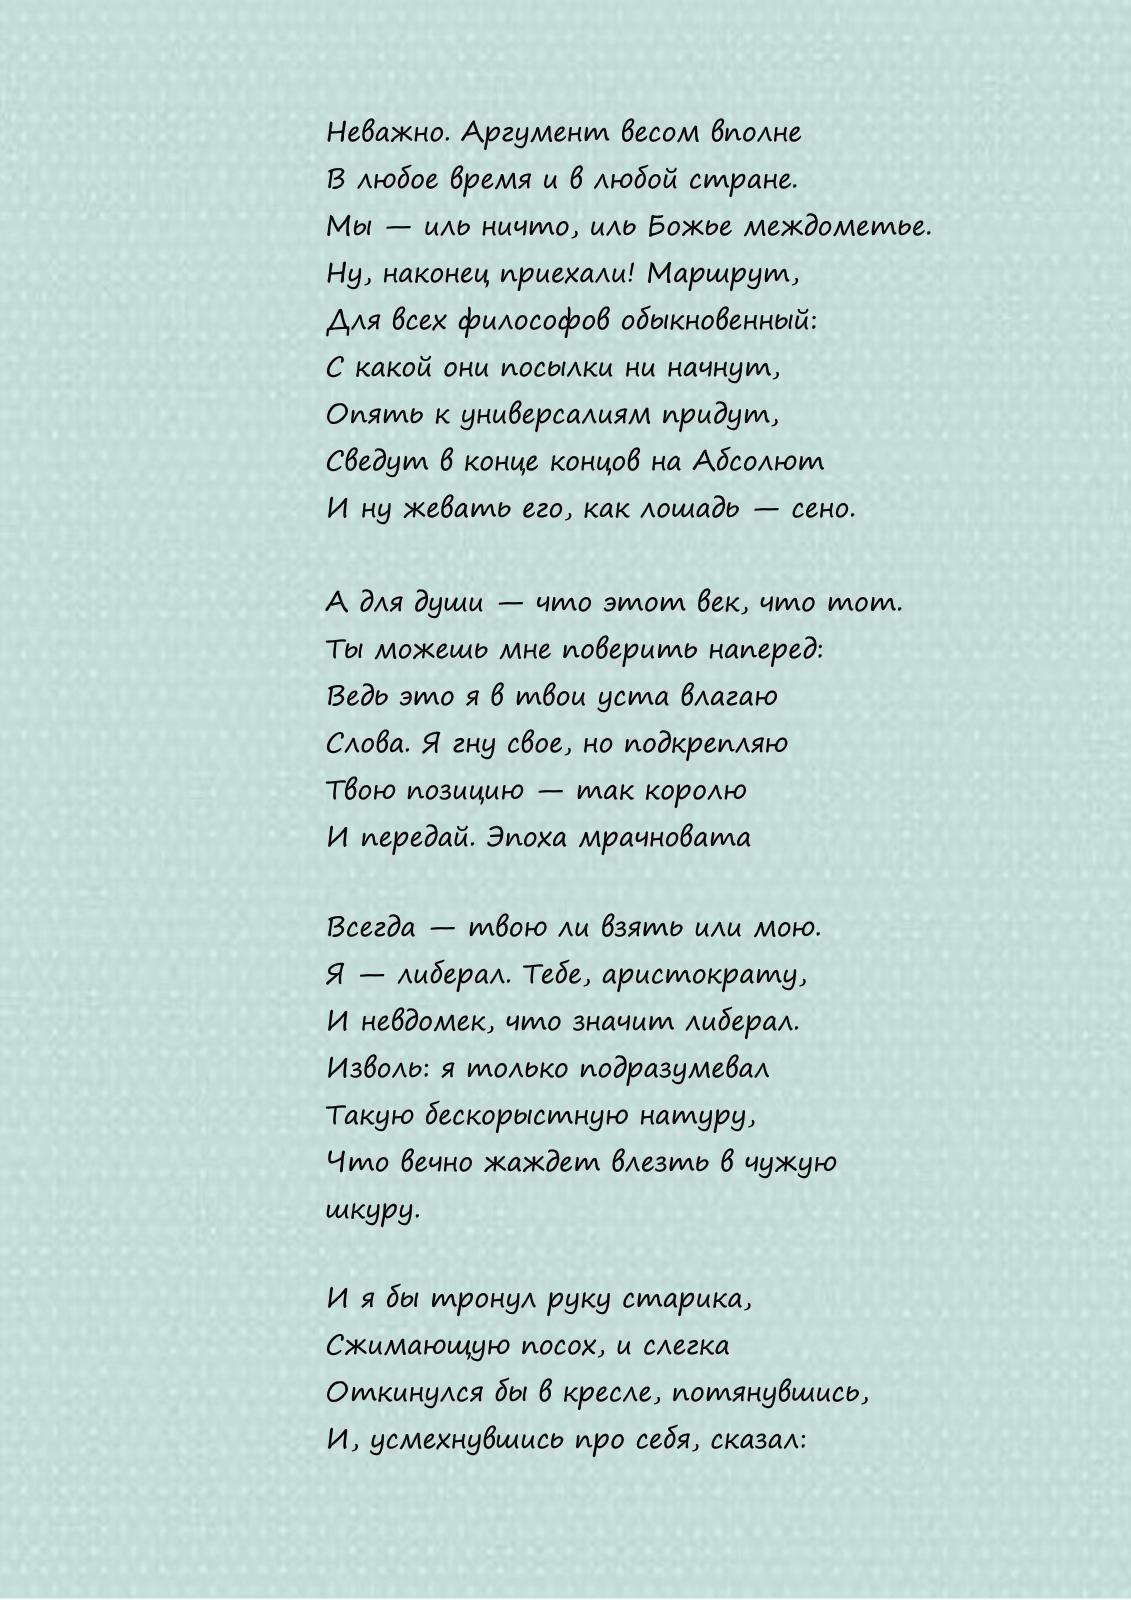 Неважно. Аргумент весом вполне
В любое время и в любой стране.
Мы — иль ничто, иль Божье междометье.
Ну, наконец приехали! Маршрут,
Для всех философов обыкновенный:
С какой они посылки ни начнут,
Опять к универсалиям придут,
Сведут в конце концов на Абсолют
И ну жевать его, как лошадь — сено.
А для души — что этот век, что тот.
Ты можешь мне поверить наперед:
Ведь это я в твои уста влагаю
Слова. Я гну свое, но подкрепляю
Твою позицию — так королю
И передай. Эпоха мрачновата
Всегда — твою ли взять или мою.
Я — либерал. Тебе, аристократу,
И невдомек, что значит либерал.
Изволь: я только подразумевал
Такую бескорыстную натуру,
Что вечно жаждет влезть в чужую
шкуру.
И я бы тронул руку старика,
Сжимающую посох, и слегка
Откинулся бы в кресле, потянувшись,
И, усмехнувшись про себя, сказал: